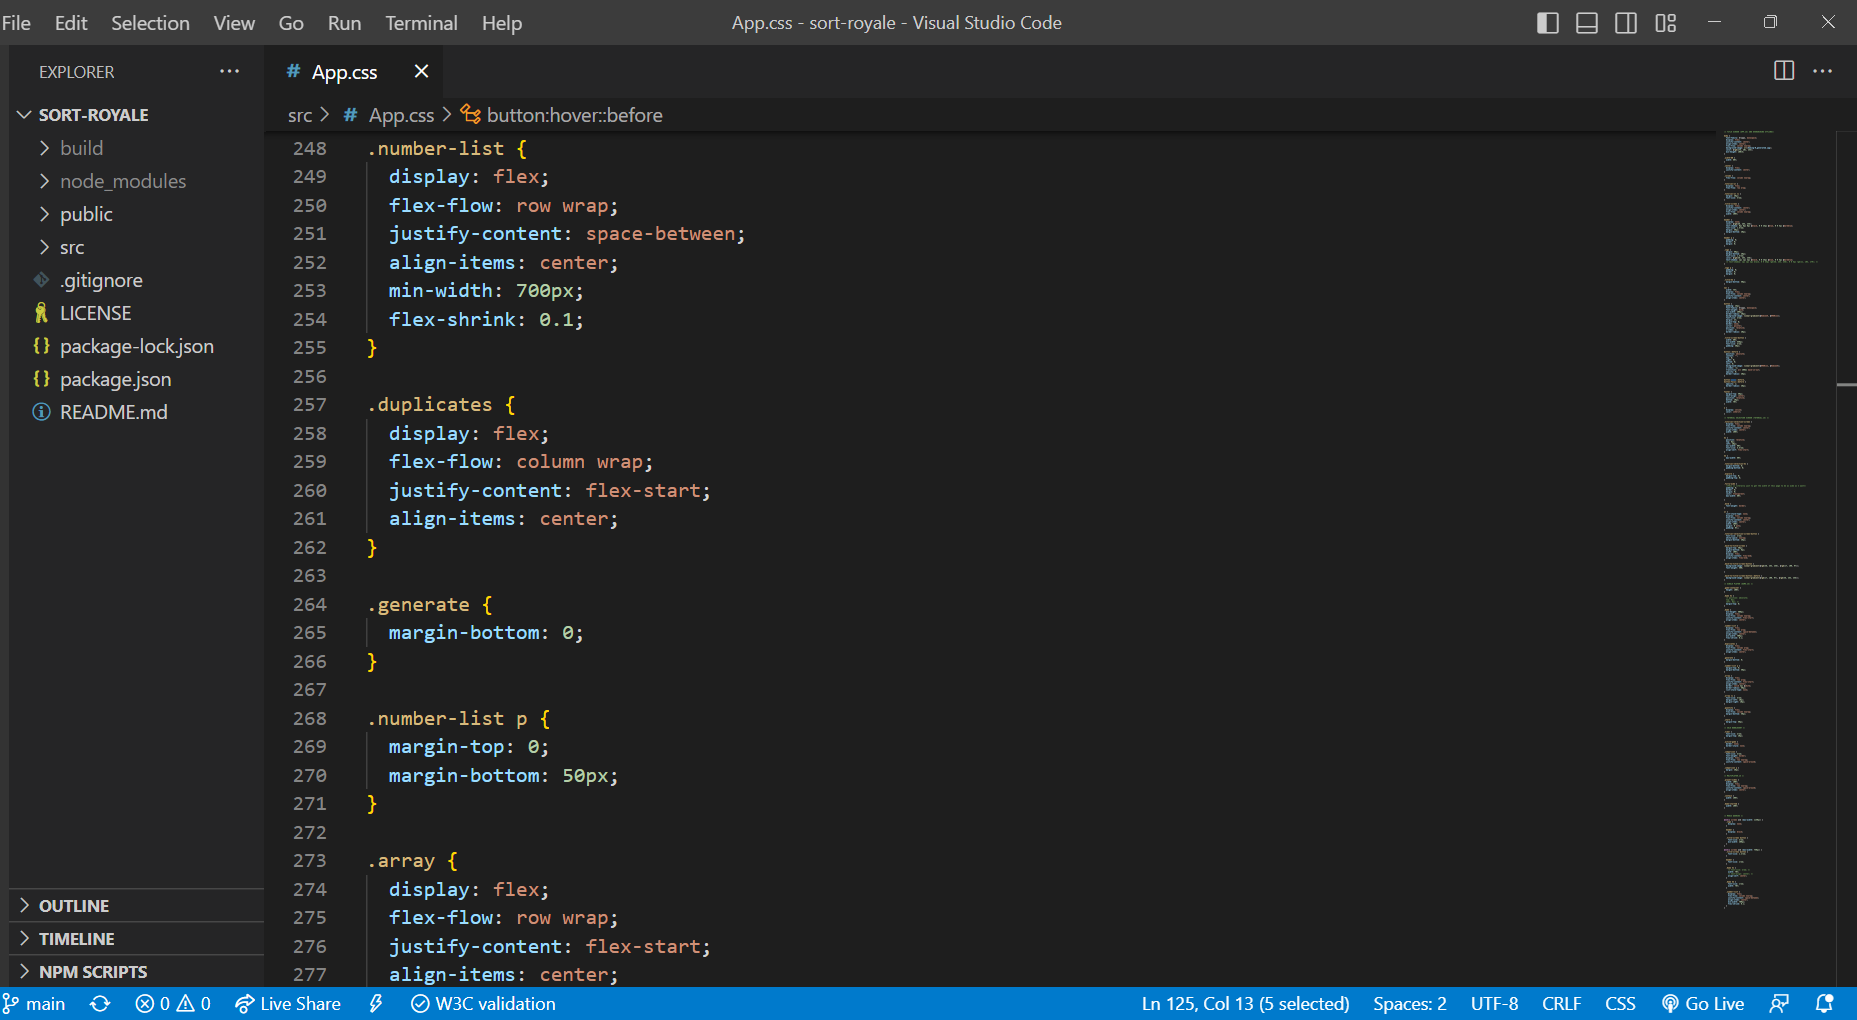 File Edit Selection View Go Run Terminal Help App.css - sort-royale - Visual Studio Code
EXPLORER
SORT-ROYALE
build
node_modules
public
src
.gitignore
LICENSE
package-lock.json
package.json
README.md
OUTLINE
TIMELINE
NPM SCRIPTS
# App.css
src > # App.css > button:hover::before
248 .number-list {
249 display: flex;
250 flex-flow: row wrap;
251 justify-content: space-between;
252 align-items: center;
253 min-width: 700px;
254 flex-shrink: 0.1;
255 }
256
257 .duplicates {
258 display: flex;
259 flex-flow: column wrap;
260 justify-content: flex-start;
261 align-items: center;
262 }
263
264 .generate {
265 margin-bottom: 0;
266 }
267
268 .number-list p {
269 margin-top: 0;
270 margin-bottom: 50px;
271 }
272
273 .array {
274 display: flex;
275 flex-flow: row wrap;
276 justify-content: flex-start;
277 align-items: center;
main 0 0 Live Share W3C validation Ln 125, Col 13 (5 selected) Spaces: 2 UTF-8 CRLF CSS Go Live